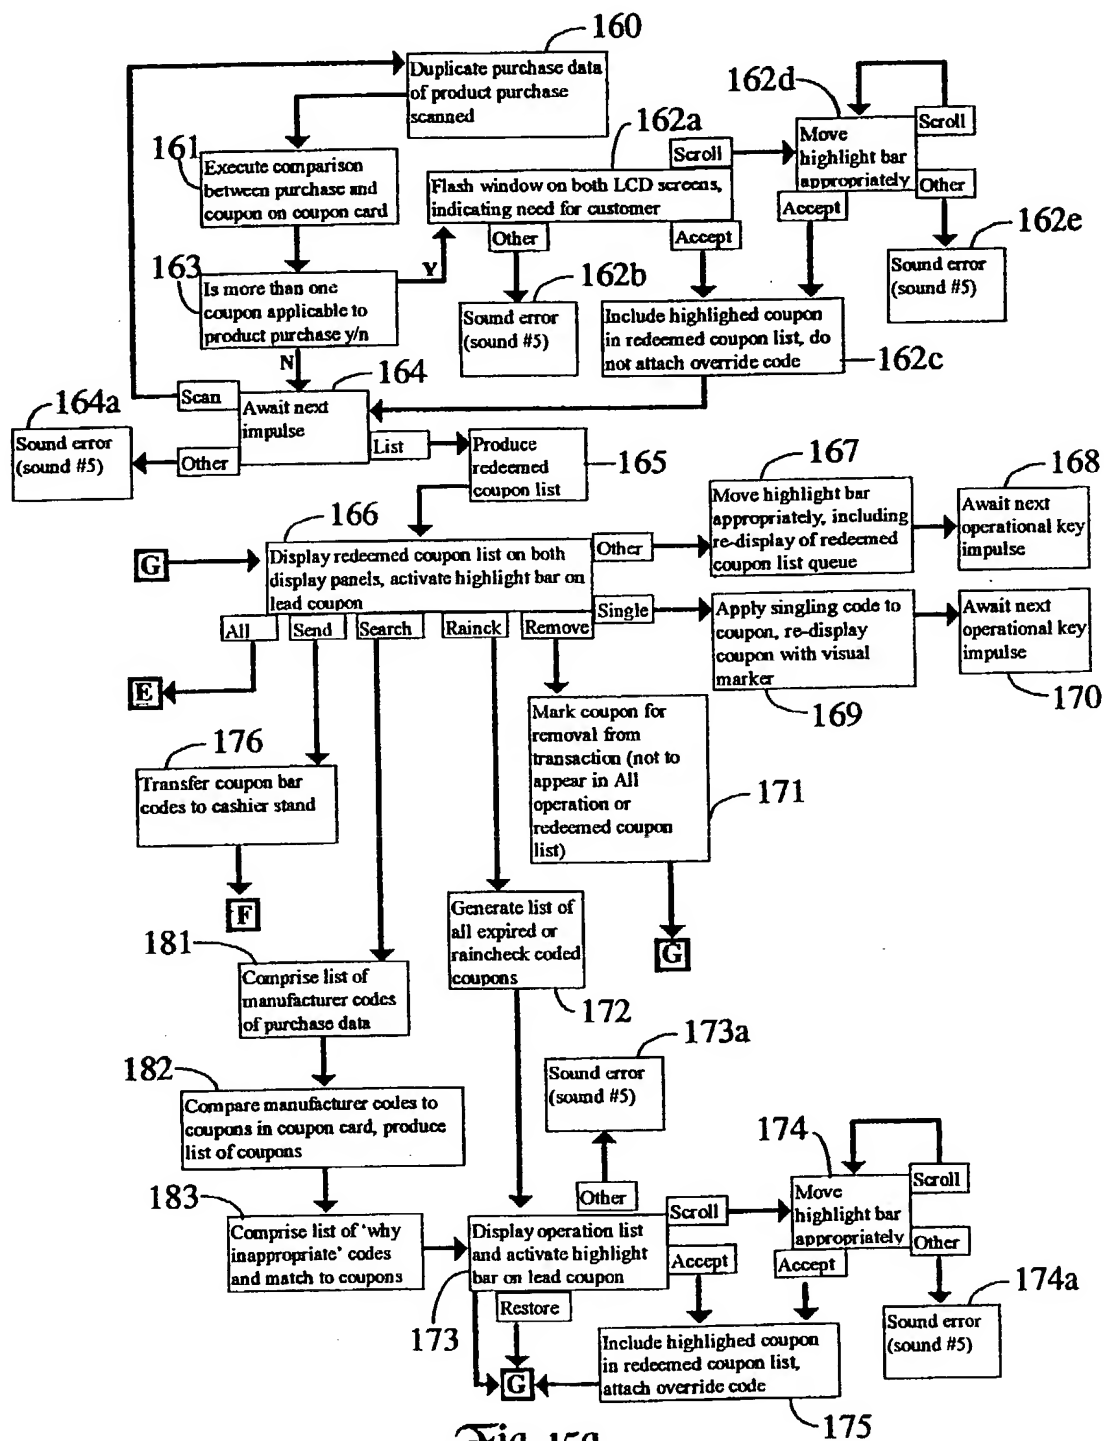 160
Duplicate purchase data
of product purchase
scanned
161
Execute comparison
between purchase and
coupon on coupon card
162a
Scroll
Flash window on both LCD screens,
indicating need for customer
Other
Accept
162d
Move
highlight bar
appropriately
Scroll
Other
Accept
162e
Sound error
(sound #5)
163
Is more than one
coupon applicable to
product purchase y/n
Y
N
162b
Sound error
(sound #5)
Include highlighed coupon
in redeemed coupon list, do
not attach override code
162c
164
Scan
Await next
impulse
Other
List
164a
Sound error
(sound #5)
Produce
redeemed
coupon list
165
166
G
Display redeemed coupon list on both
display panels, activate highlight bar on
lead coupon
Other
Single
All
Send
Search
Rainck
Remove
167
Move highlight bar
appropriately, including
re-display of redeemed
coupon list queue
168
Await next
operational key
impulse
Apply singling code to
coupon, re-display
coupon with visual
marker
169
Await next
operational key
impulse
170
E
176
Transfer coupon bar
codes to cashier stand
F
Mark coupon for
removal from
transaction (not to
appear in All
operation or
redeemed coupon
list)
171
G
Generate list of
all expired or
raincheck coded
coupons
172
181
Comprise list of
manufacturer codes
of purchase data
182
Compare manufacturer codes to
coupons in coupon card, produce
list of coupons
183
Comprise list of 'why
inappropriate' codes
and match to coupons
173a
Sound error
(sound #5)
Other
Display operation list
and activate highlight
bar on lead coupon
Scroll
Accept
Restore
173
174
Move
highlight bar
appropriately
Scroll
Other
Accept
174a
Sound error
(sound #5)
Include highlighed coupon
in redeemed coupon list,
attach override code
175
G
Fig. 15a